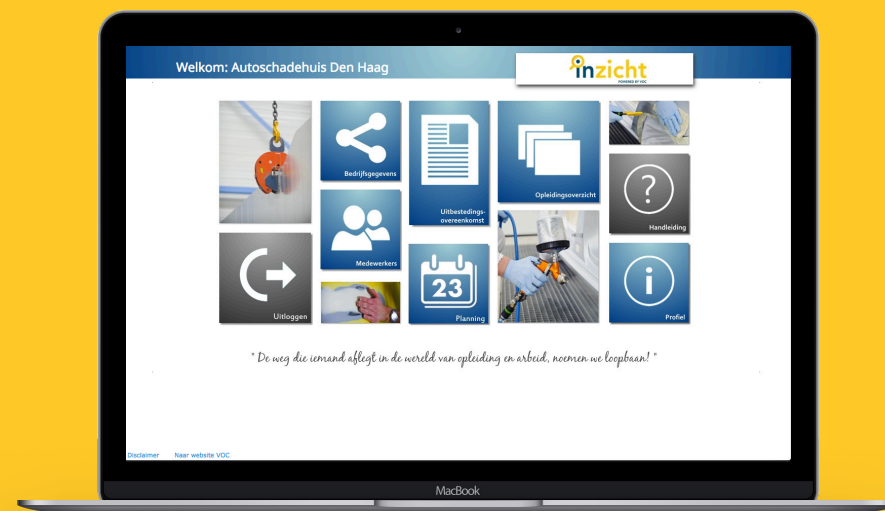 Welkom: Autoschadehuis Den Haag
inzicht
POWERED BY VOC
Bedrijfsgegevens
Uitbestedings-
overeenkomst
Opleidingsoverzicht
Handleiding
Medewerkers
Uitloggen
23
Planning
Profiel
" De weg die iemand aflegt in de wereld van opleiding en arbeid, noemen we loopbaan! "
Disclaimer Naar website VOC
MacBook